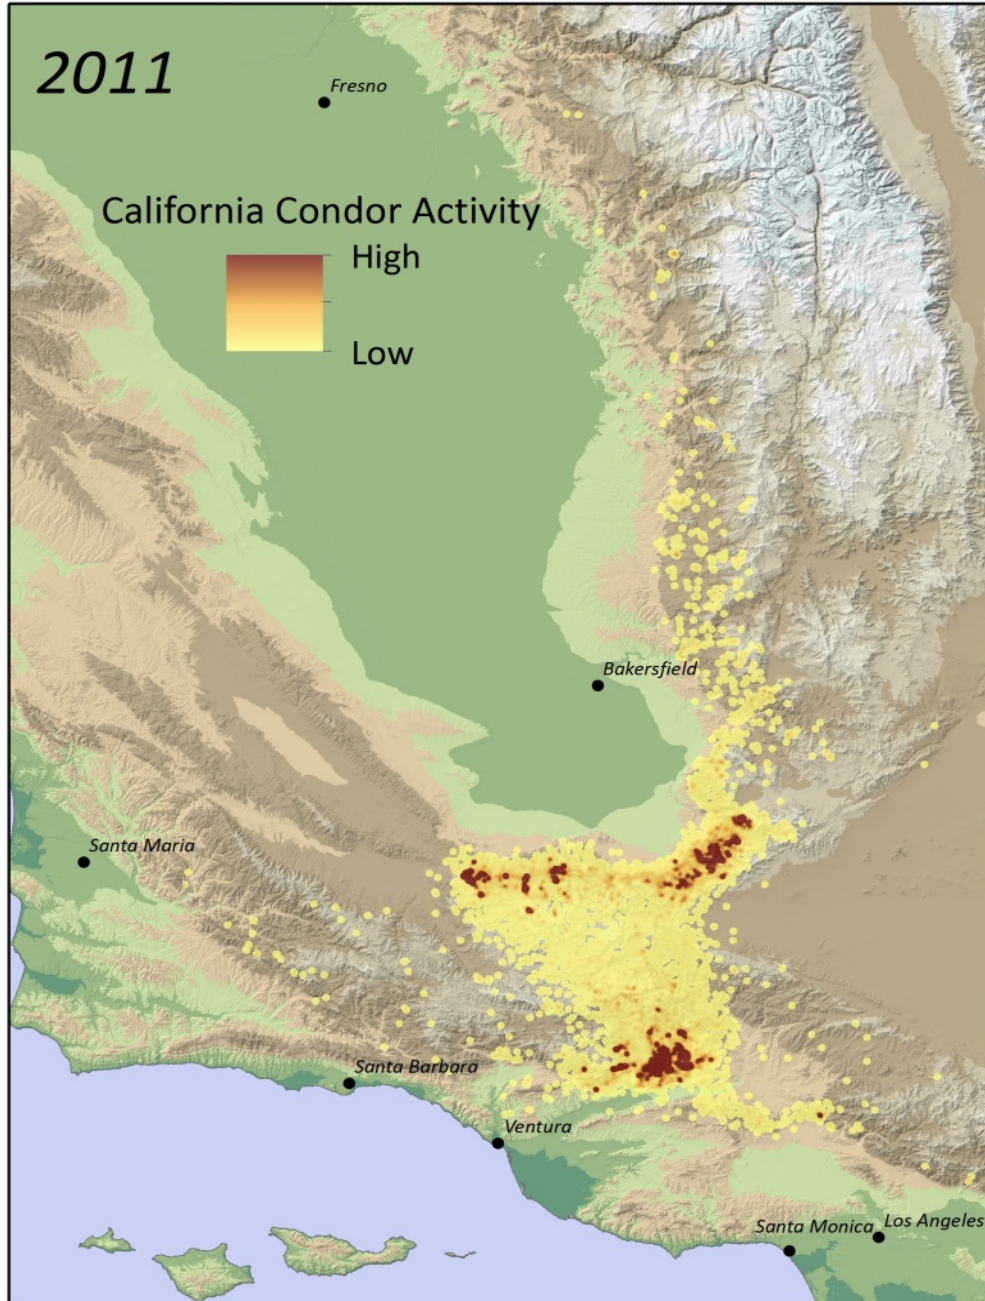 2011
Fresno
California Condor Activity
High
Low
Bakersfield
Santa Maria
Santa Barbara
Ventura
Santa Monica
Los Angeles